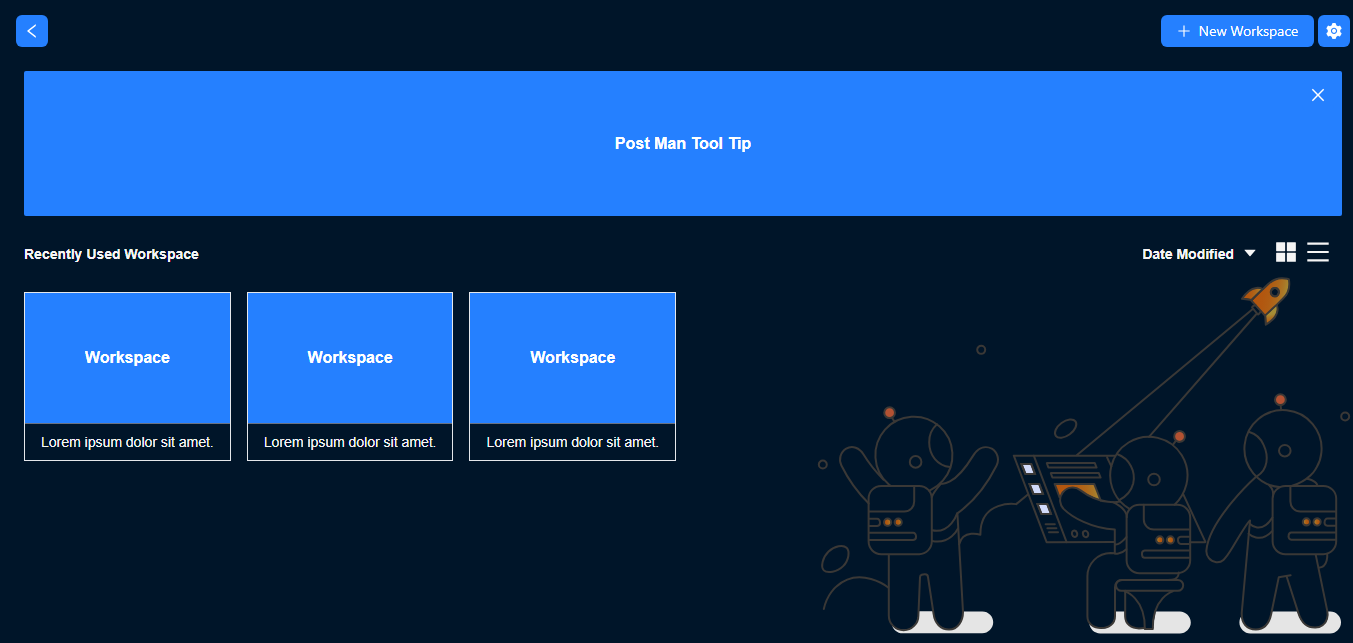 New Workspace
Post Man Tool Tip
Recently Used Workspace
Date Modified
Workspace
Lorem ipsum dolor sit amet.
Workspace
Lorem ipsum dolor sit amet.
Workspace
Lorem ipsum dolor sit amet.